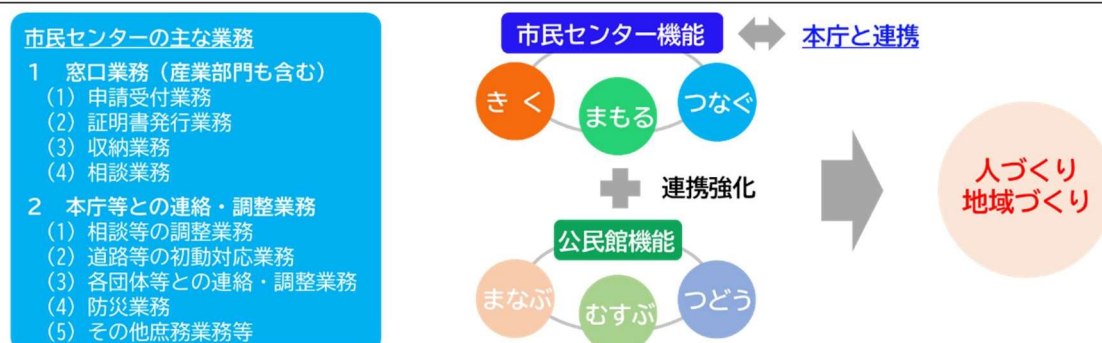 市民センターの主な業務
1 窓口業務（産業部門も含む）
(1) 申請受付業務
(2) 証明書発行業務
(3) 収納業務
(4) 相談業務
2 本庁等との連絡・調整業務
(1) 相談等の調整業務
(2) 道路等の初動対応業務
(3) 各団体等との連絡・調整業務
(4) 防災業務
(5) その他庶務業務等
市民センター機能
本庁と連携
きく
まもる
つなぐ
連携強化
公民館機能
まなぶ
むすぶ
つどう
人づくり
地域づくり